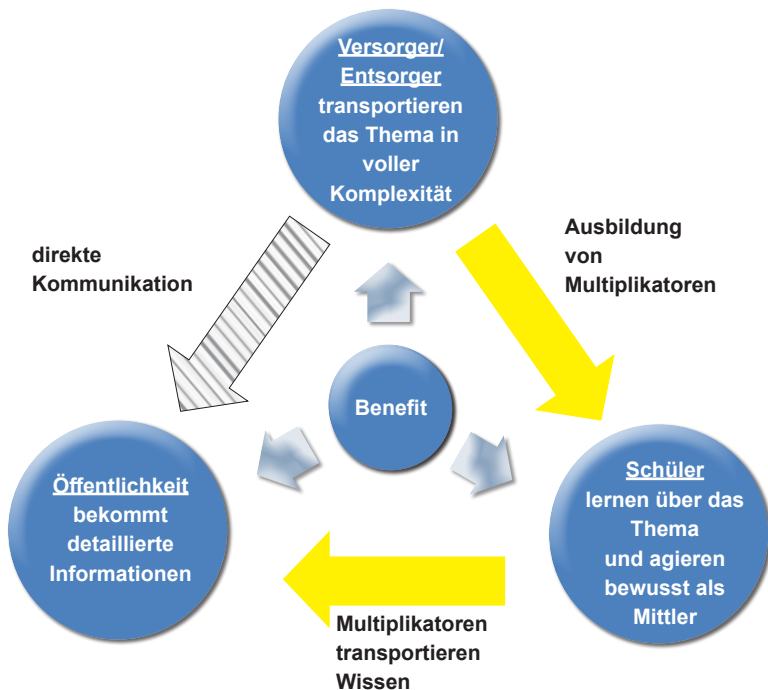 Versorger/
Entsorger
transportieren
das Thema in
voller
Komplexität
direkte
Kommunikation
Ausbildung
von
Multiplikatoren
Benefit
Öffentlichkeit
bekommt
detaillierte
Informationen
Schüler
lernen über das
Thema
und agieren
bewusst als
Mittler
Multiplikatoren
transportieren
Wissen